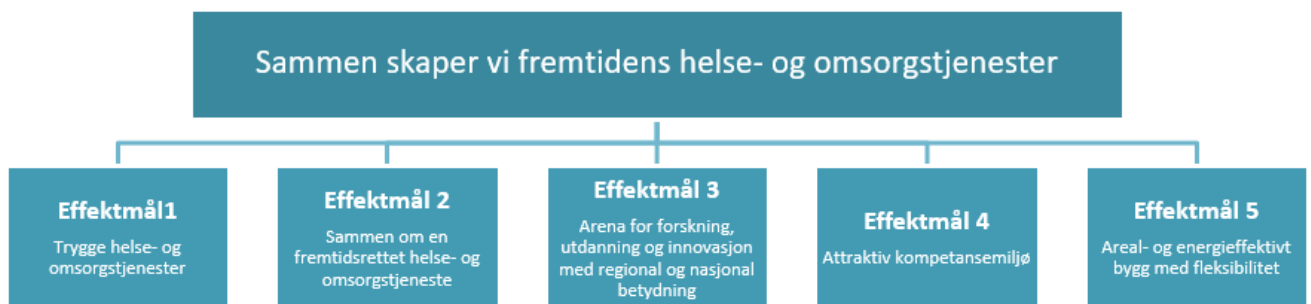 Sammen skaper vi fremtidens helse- og omsorgstjenester
Effektmål1
Trygge helse- og
omsorgstjenester
Effektmål 2
Sammen om en
fremtidsrettet helse- og
omsorgstjeneste
Effektmål 3
Arena for forskning,
utdanning og innovasjon
med regional og nasjonal
betydning
Effektmål 4
Attraktiv kompetansemiljø
Effektmål 5
Areal- og energieffektivt
bygg med fleksibilitet